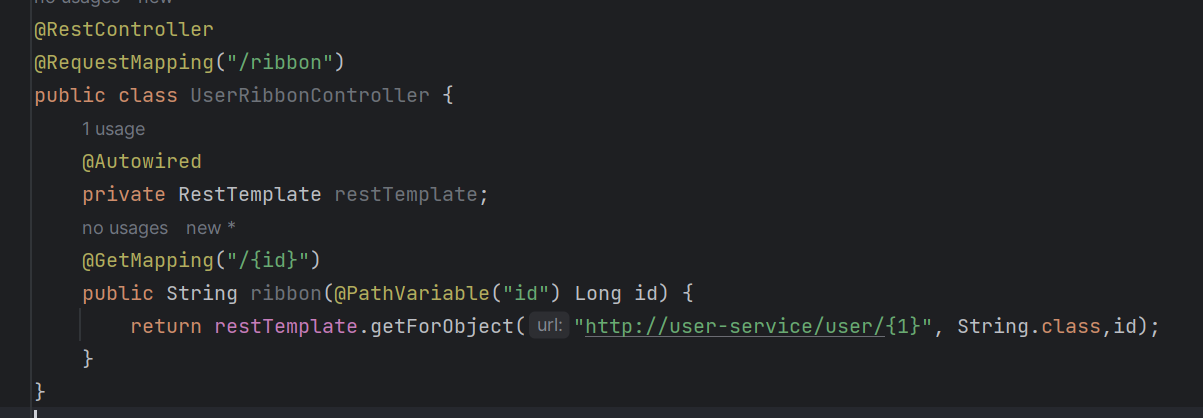 no usages   new *
@RestController
@RequestMapping("/ribbon")
public class UserRibbonController {
1 usage
@Autowired
private RestTemplate restTemplate;
no usages   new *
@GetMapping("/{id}")
public String ribbon(@PathVariable("id") Long id) {
return restTemplate.getForObject( url: "http://user-service/user/{1}", String.class,id);
}
}